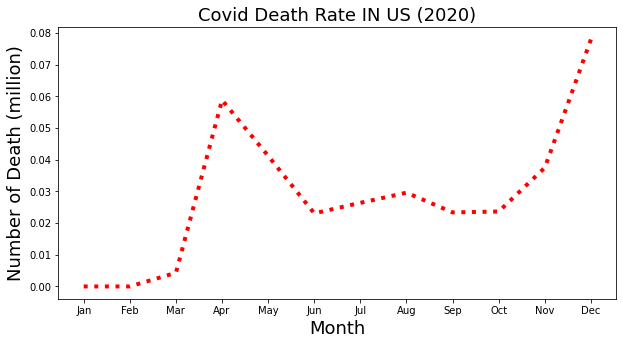 Covid Death Rate IN US (2020)
Number of Death (million)
0.08
0.07
0.06
0.05
0.04
0.03
0.02
0.01
0.00
Jan Feb Mar Apr May Jun Jul Aug Sep Oct Nov Dec
Month